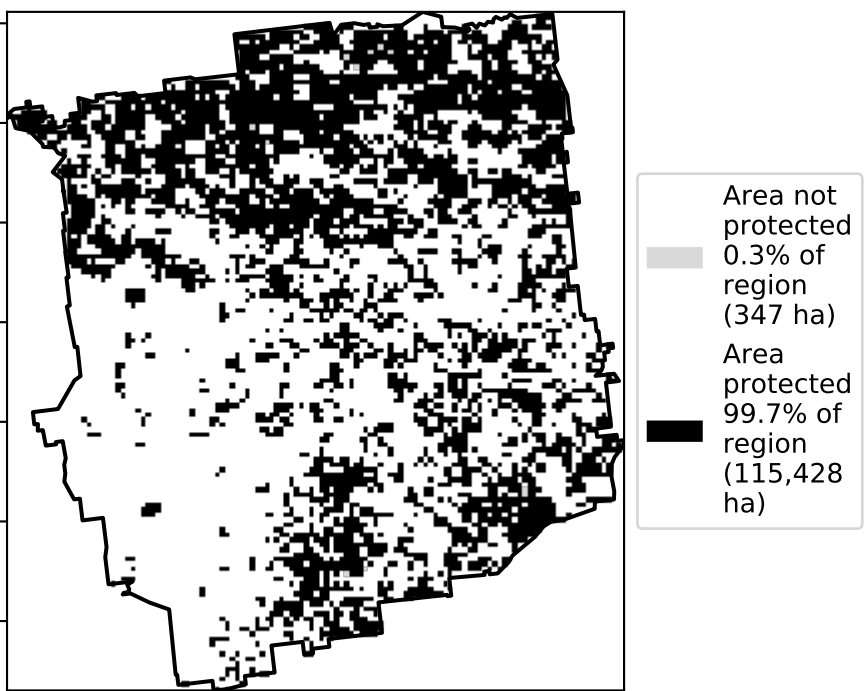 Area not
protected
0.3% of
region
(347 ha)
Area
protected
99.7% of
region
(115,428
ha)